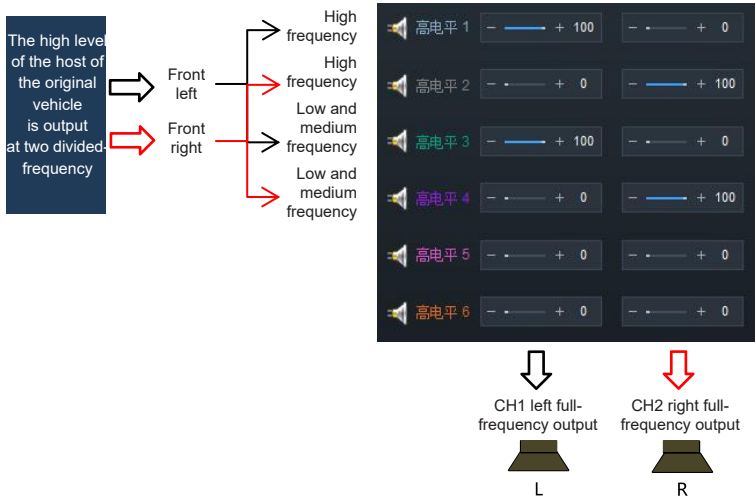 The high level
of the host of
the original
vehicle
is output
at two divided-
frequency
Front
left
Front
right
High
frequency
High
frequency
Low and
medium
frequency
Low and
medium
frequency
高电平 1 − + 100 − + 0
高电平 2 − + 0 − + 100
高电平 3 − + 100 − + 0
高电平 4 − + 0 − + 100
高电平 5 − + 0 − + 0
高电平 6 − + 0 − + 0
CH1 left full-
frequency output
L
CH2 right full-
frequency output
R